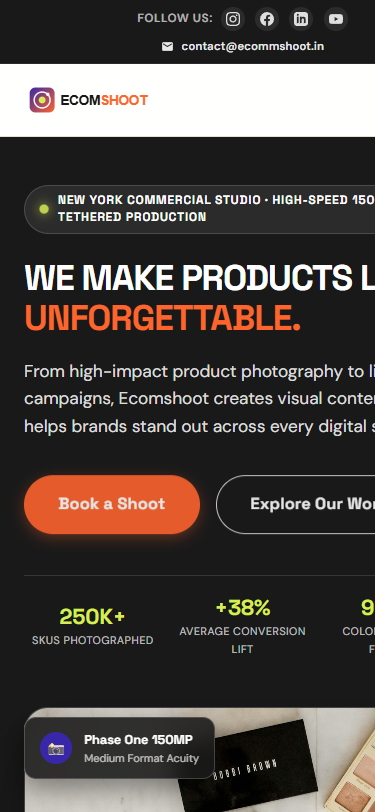 FOLLOW US:
contact@ecommshoot.in
ECOMSHOOT
NEW YORK COMMERCIAL STUDIO · HIGH-SPEED 150
TETHERED PRODUCTION
WE MAKE PRODUCTS L
UNFORGETTABLE.
From high-impact product photography to li
campaigns, Ecomshoot creates visual conten
helps brands stand out across every digital s
Book a Shoot
Explore Our Wor
250K+
SKUS PHOTOGRAPHED
+38%
AVERAGE CONVERSION
LIFT
9
COLO
F
Phase One 150MP
Medium Format Acuity
BOBBI BROWN